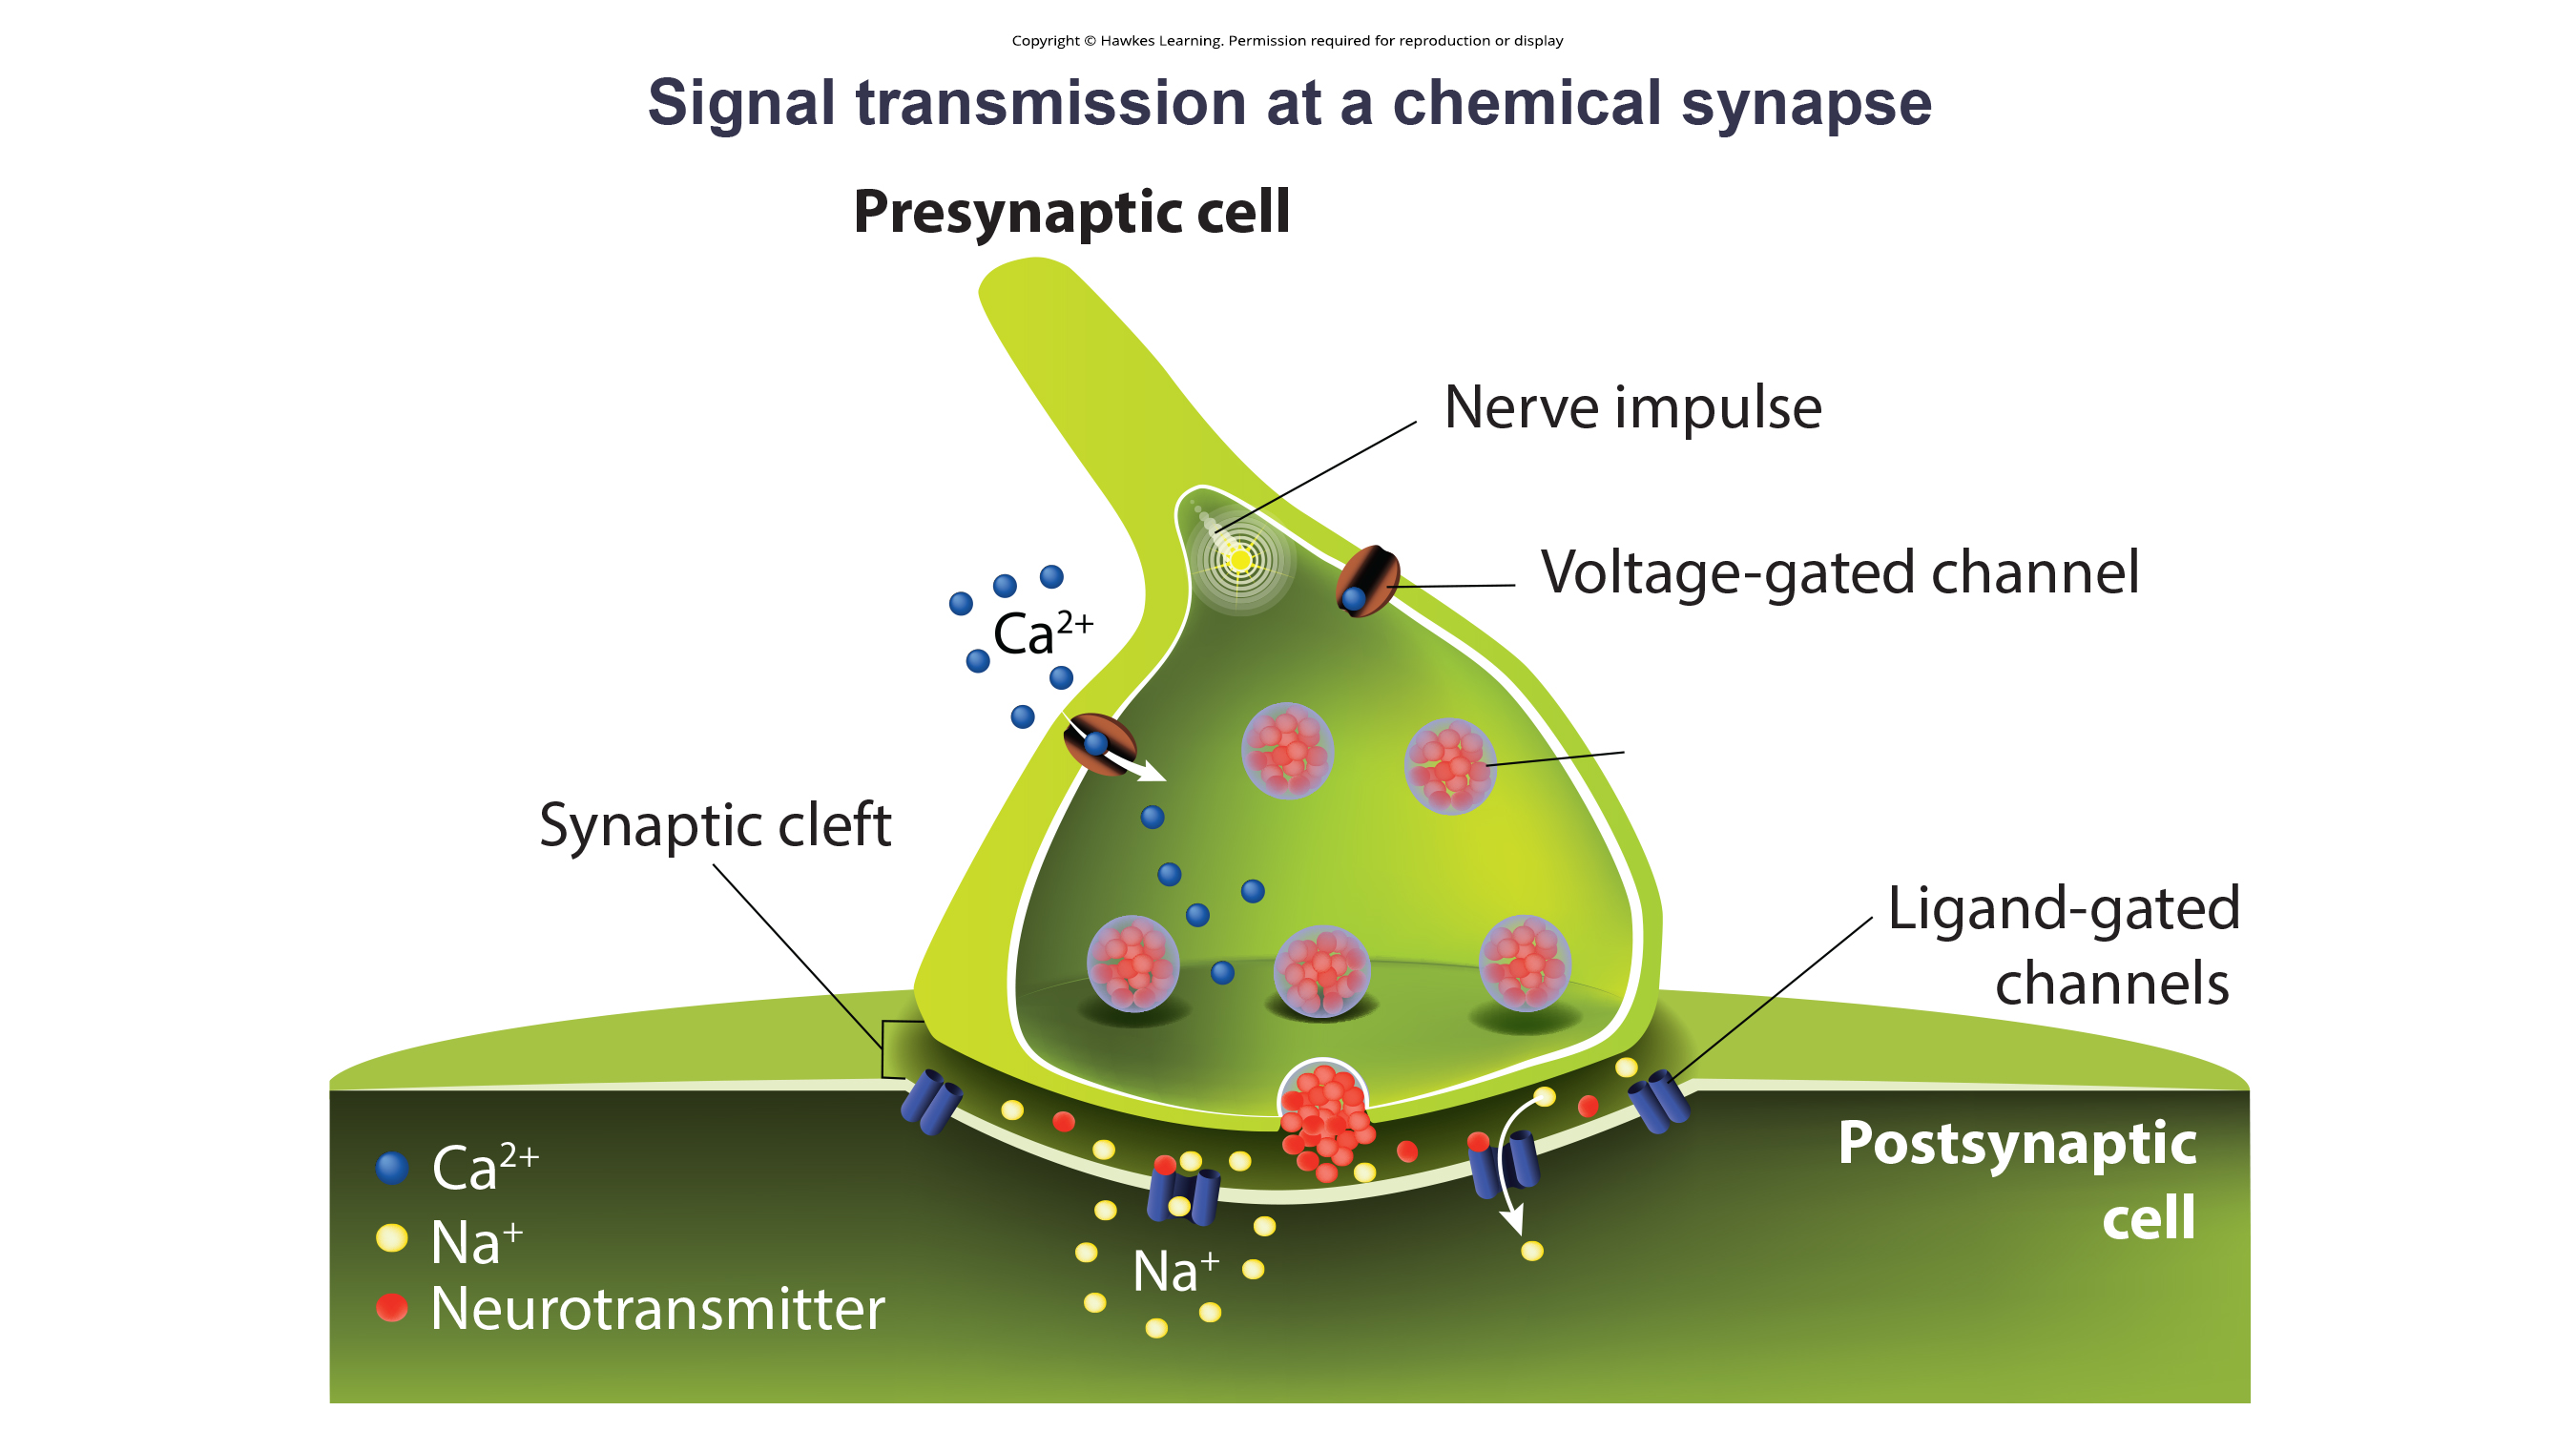 Copyright © Hawkes Learning. Permission required for reproduction or display
Signal transmission at a chemical synapse
Presynaptic cell
Nerve impulse
Voltage-gated channel
Ca²⁺
Synaptic cleft
Ligand-gated
channels
Postsynaptic
cell
Ca²⁺
Na⁺
Neurotransmitter
Na⁺